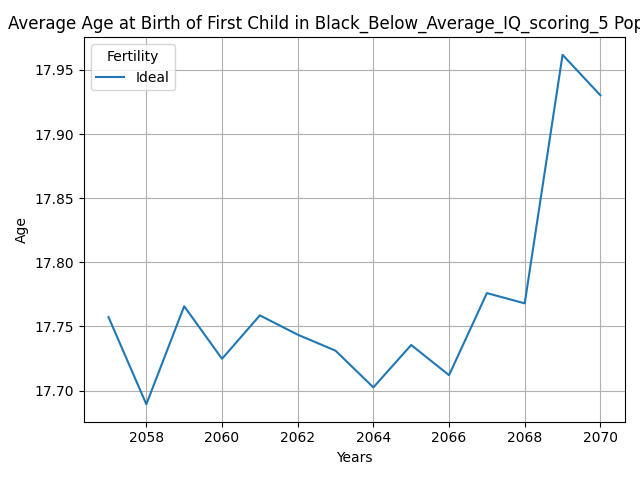 Average Age at Birth of First Child in Black_Below_Average_IQ_scoring_5 Pop
Fertility
Ideal
17.95
17.90
17.85
17.80
17.75
17.70
Age
2058 2060 2062 2064 2066 2068 2070
Years